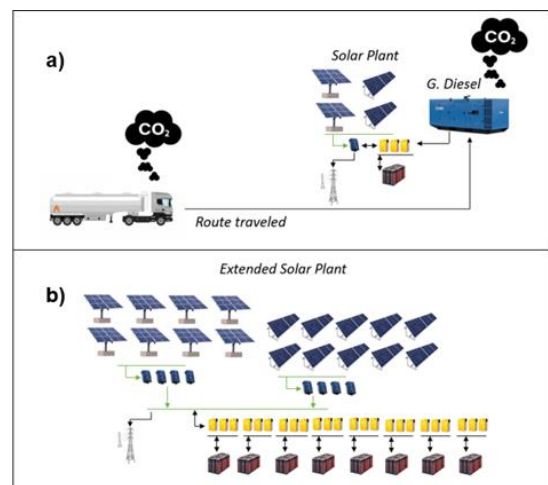 a)
Solar Plant
CO₂
G. Diesel
CO₂
Route traveled
Extended Solar Plant
b)